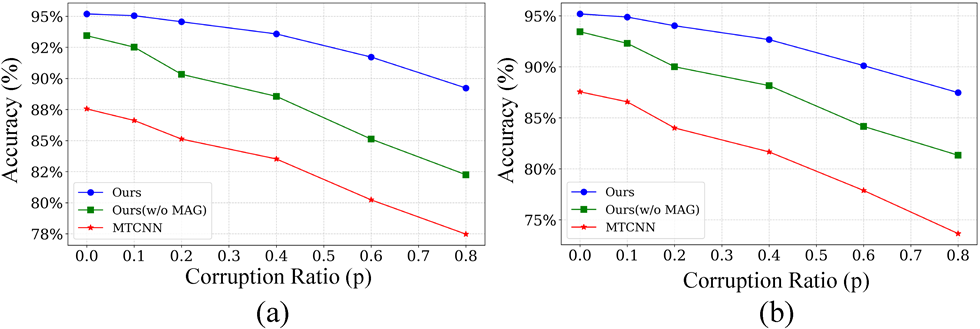 95%
92%
90%
88%
85%
82%
80%
78%
Accuracy (%)
Ours
Ours(w/o MAG)
MTCNN
0.0 0.1 0.2 0.3 0.4 0.5 0.6 0.7 0.8
Corruption Ratio (p)
(a)
95%
90%
85%
80%
75%
Accuracy (%)
Ours
Ours(w/o MAG)
MTCNN
0.0 0.1 0.2 0.3 0.4 0.5 0.6 0.7 0.8
Corruption Ratio (p)
(b)